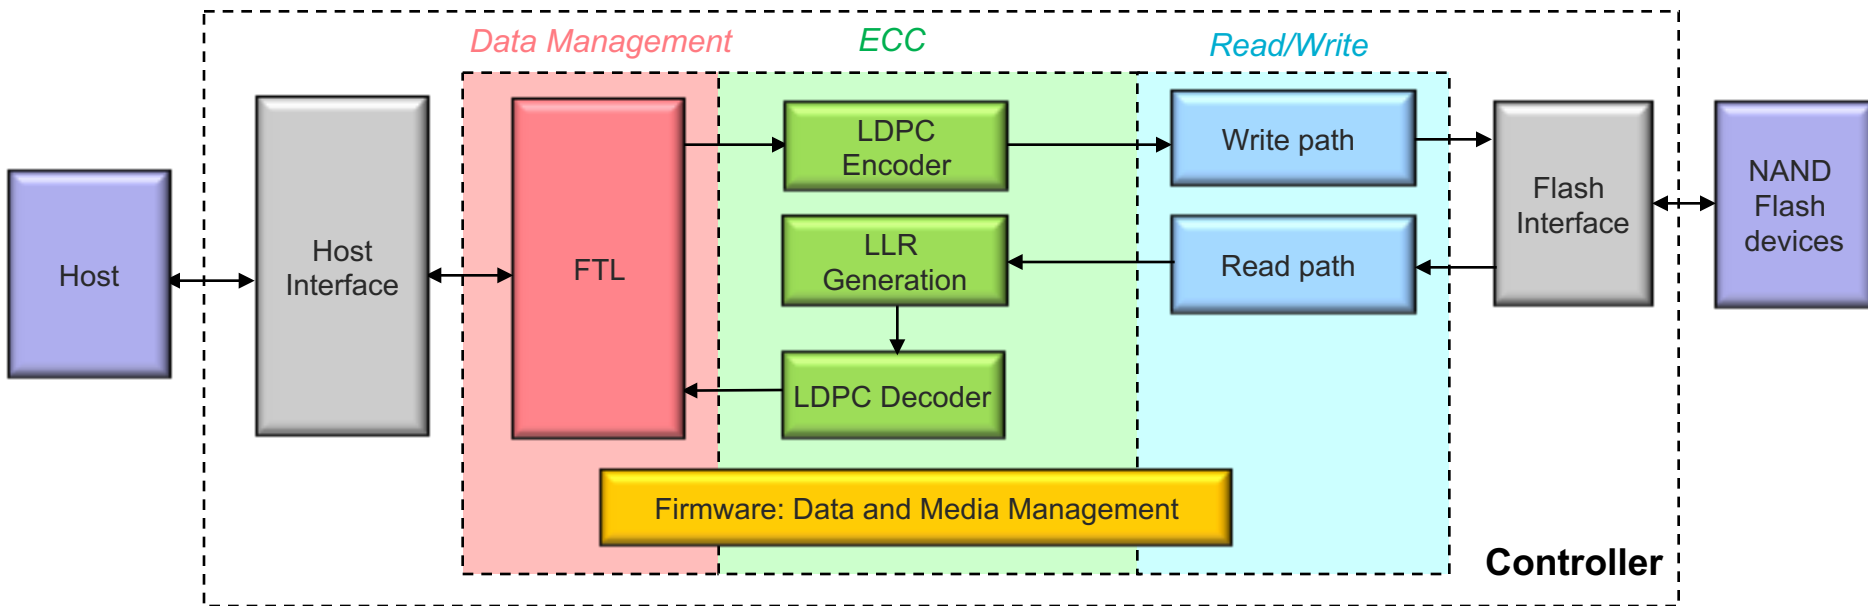 Data Management
ECC
Read/Write
Host
Host
Interface
FTL
LDPC
Encoder
LLR
Generation
LDPC Decoder
Write path
Read path
Flash
Interface
NAND
Flash
devices
Firmware: Data and Media Management
Controller